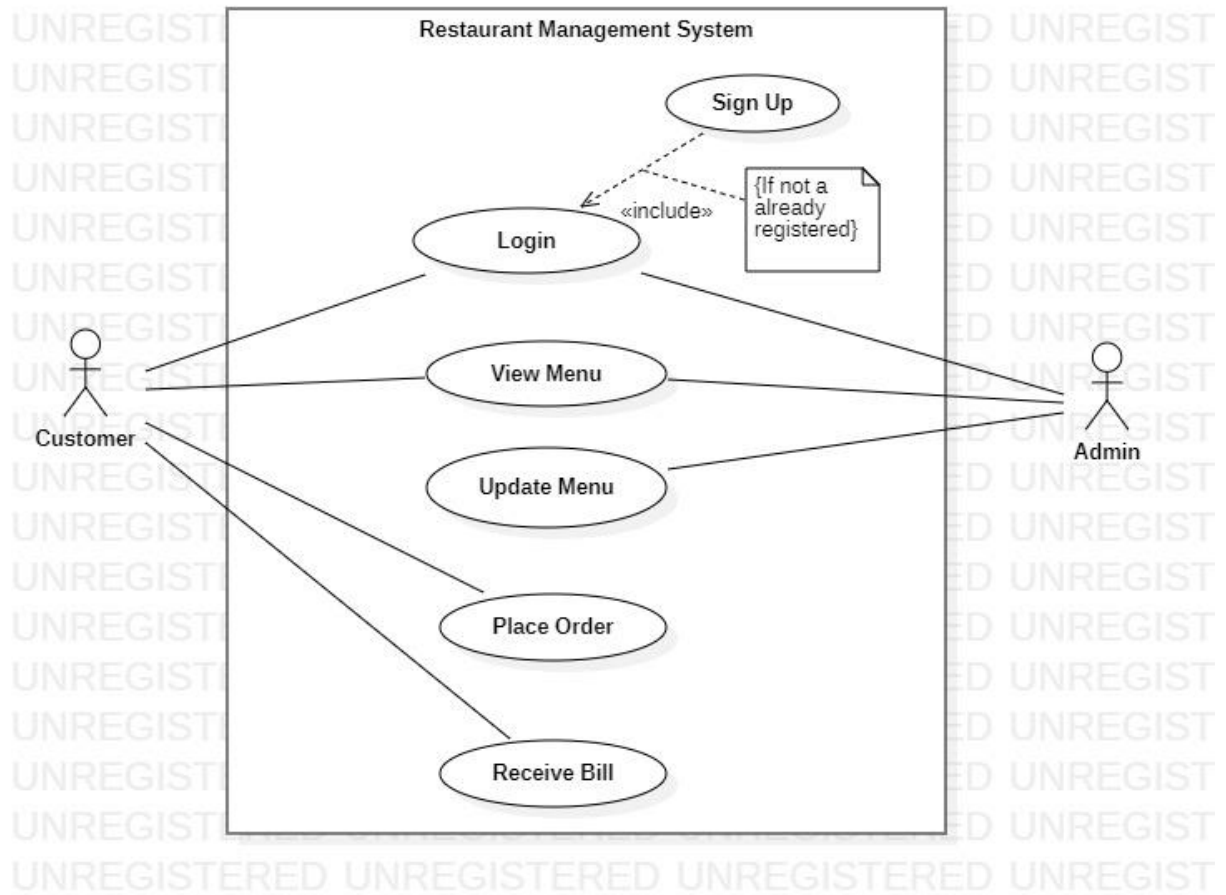 Restaurant Management System
Sign Up
{If not a
already
registered}
«include»
Login
View Menu
Customer
Admin
Update Menu
Place Order
Receive Bill
UNREGISTERED UNREGISTERED UNREGISTERED UNREGIST